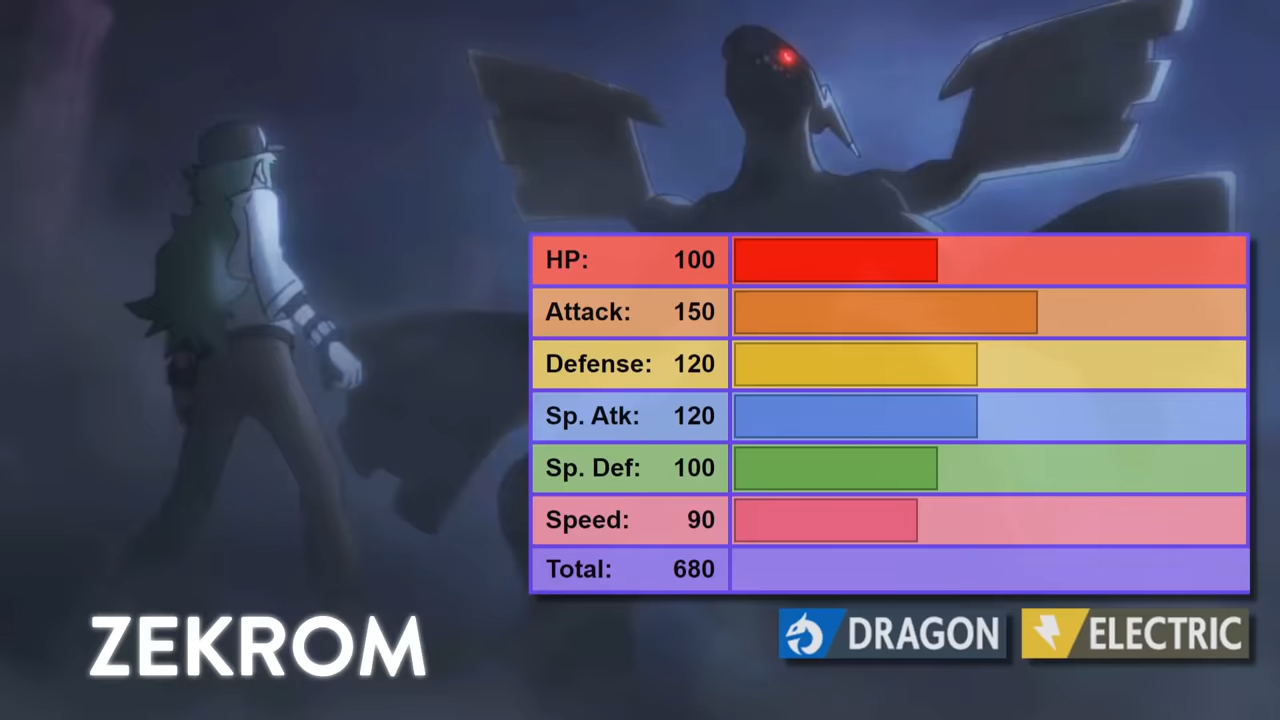 HP: 100
Attack: 150
Defense: 120
Sp. Atk: 120
Sp. Def: 100
Speed: 90
Total: 680
ZEKROM
DRAGON ELECTRIC